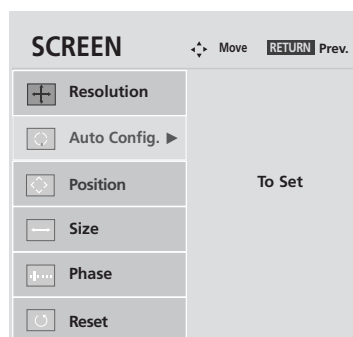 SCREEN Move RETURN Prev.
Resolution
Auto Config. ▶
Position
To Set
Size
Phase
Reset